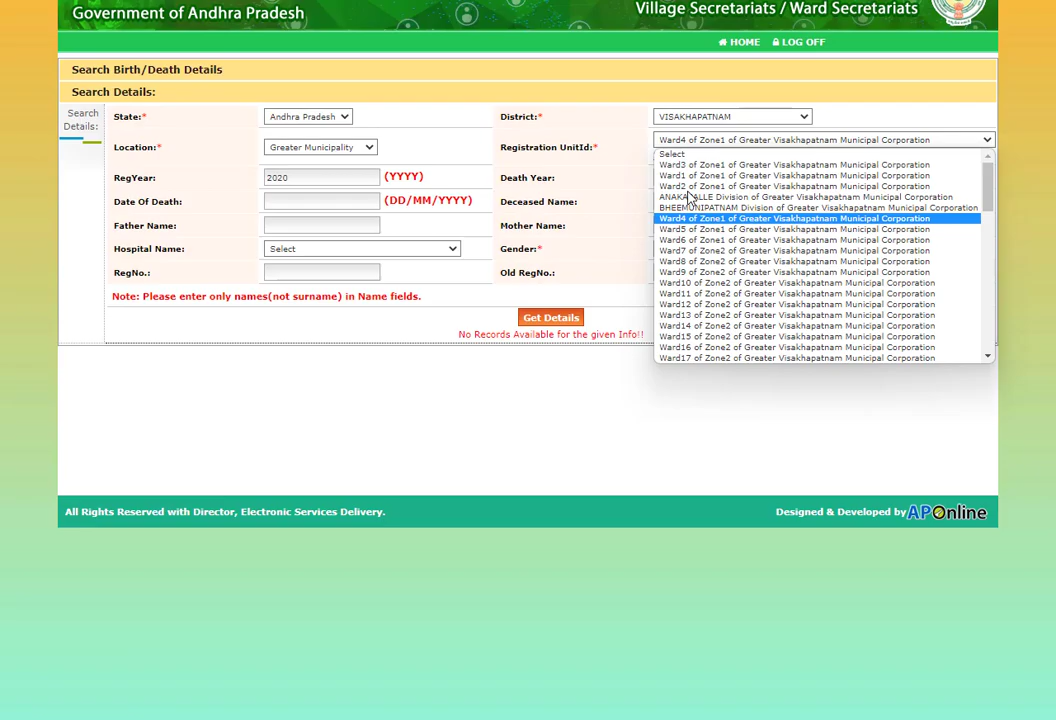 Government of Andhra Pradesh
Village Secretariats / Ward Secretariats
HOME LOG OFF
Search Birth/Death Details
Search Details:
Search Details:
State:* Andhra Pradesh District:* VISAKHAPATNAM
Location:* Greater Municipality Registration UnitId:* Ward4 of Zone1 of Greater Visakhapatnam Municipal Corporation
Select
Ward3 of Zone1 of Greater Visakhapatnam Municipal Corporation
Ward1 of Zone1 of Greater Visakhapatnam Municipal Corporation
Ward2 of Zone1 of Greater Visakhapatnam Municipal Corporation
Division of Greater Visakhapatnam Municipal Corporation
BHEEMUNIPATNAM Division of Greater Visakhapatnam Municipal Corporation
Ward4 of Zone1 of Greater Visakhapatnam Municipal Corporation
Ward5 of Zone1 of Greater Visakhapatnam Municipal Corporation
Ward6 of Zone1 of Greater Visakhapatnam Municipal Corporation
Ward7 of Zone2 of Greater Visakhapatnam Municipal Corporation
Ward8 of Zone2 of Greater Visakhapatnam Municipal Corporation
Ward9 of Zone2 of Greater Visakhapatnam Municipal Corporation
Ward10 of Zone2 of Greater Visakhapatnam Municipal Corporation
Ward11 of Zone2 of Greater Visakhapatnam Municipal Corporation
Ward12 of Zone2 of Greater Visakhapatnam Municipal Corporation
Ward13 of Zone2 of Greater Visakhapatnam Municipal Corporation
Ward14 of Zone2 of Greater Visakhapatnam Municipal Corporation
Ward15 of Zone2 of Greater Visakhapatnam Municipal Corporation
Ward16 of Zone2 of Greater Visakhapatnam Municipal Corporation
Ward17 of Zone2 of Greater Visakhapatnam Municipal Corporation
RegYear: 2020 (YYYY) Death Year:
Date Of Death: (DD/MM/YYYY) Deceased Name:
Father Name: Mother Name:
Hospital Name: Select Gender:*
RegNo.: Old RegNo.:
Note: Please enter only names(not surname) in Name fields.
Get Details
No Records Available for the given Info!!
All Rights Reserved with Director, Electronic Services Delivery. Designed & Developed by APOnline